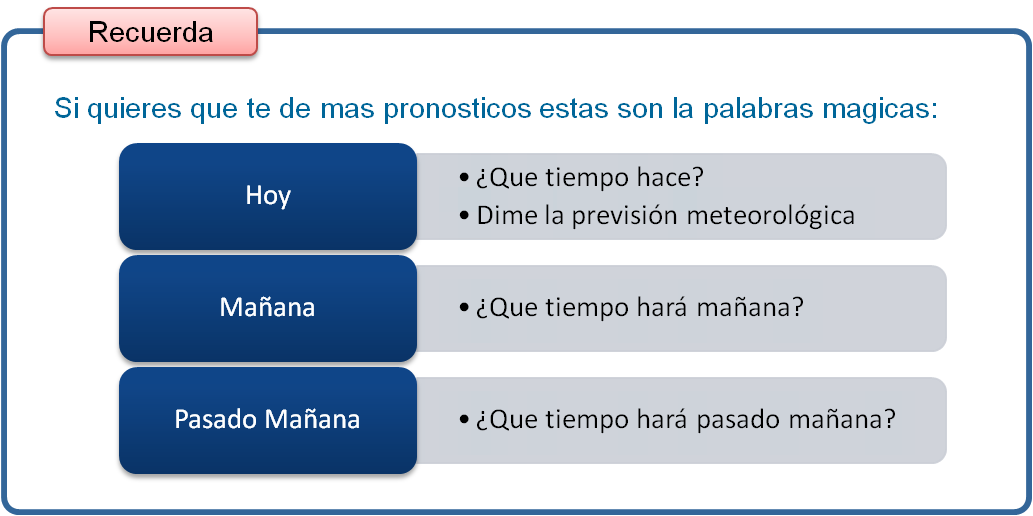 Recuerda
Si quieres que te de mas pronosticos estas son la palabras magicas:
Hoy
• ¿Que tiempo hace?
• Dime la previsión meteorológica
Mañana
• ¿Que tiempo hará mañana?
Pasado Mañana
• ¿Que tiempo hará pasado mañana?